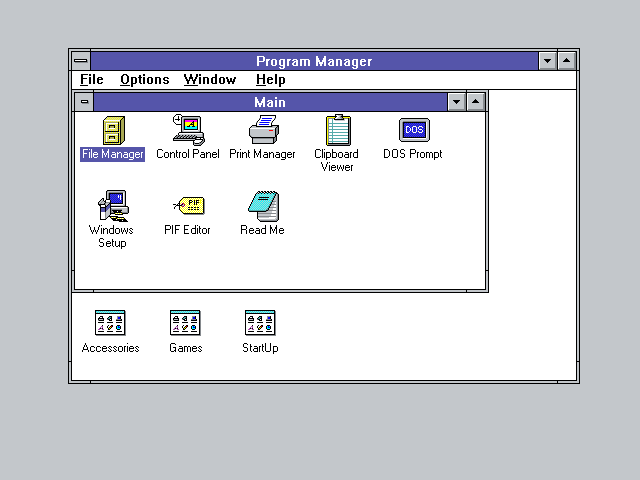 Program Manager
File Options Window Help
Main
File Manager Control Panel Print Manager Clipboard Viewer DOS Prompt
DOS
Windows Setup PIF Editor Read Me
PIF
Accessories Games StartUp